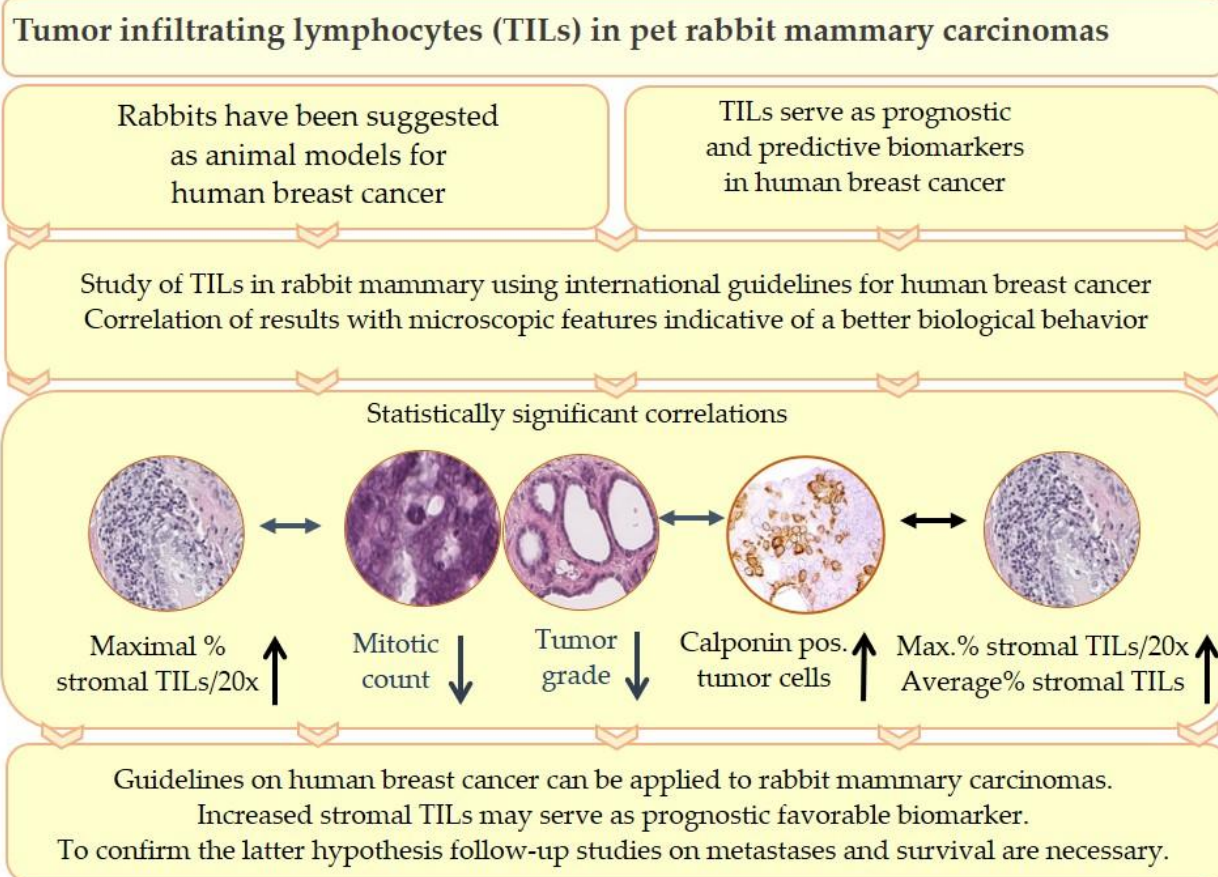 Tumor infiltrating lymphocytes (TILs) in pet rabbit mammary carcinomas
Rabbits have been suggested
as animal models for
human breast cancer
TILs serve as prognostic
and predictive biomarkers
in human breast cancer
Study of TILs in rabbit mammary using international guidelines for human breast cancer
Correlation of results with microscopic features indicative of a better biological behavior
Statistically significant correlations
Maximal %
stromal TILs/20x
Mitotic
count
Tumor
grade
Calponin pos.
tumor cells
Max.% stromal TILs/20x
Average% stromal TILs
Guidelines on human breast cancer can be applied to rabbit mammary carcinomas.
Increased stromal TILs may serve as prognostic favorable biomarker.
To confirm the latter hypothesis follow-up studies on metastases and survival are necessary.